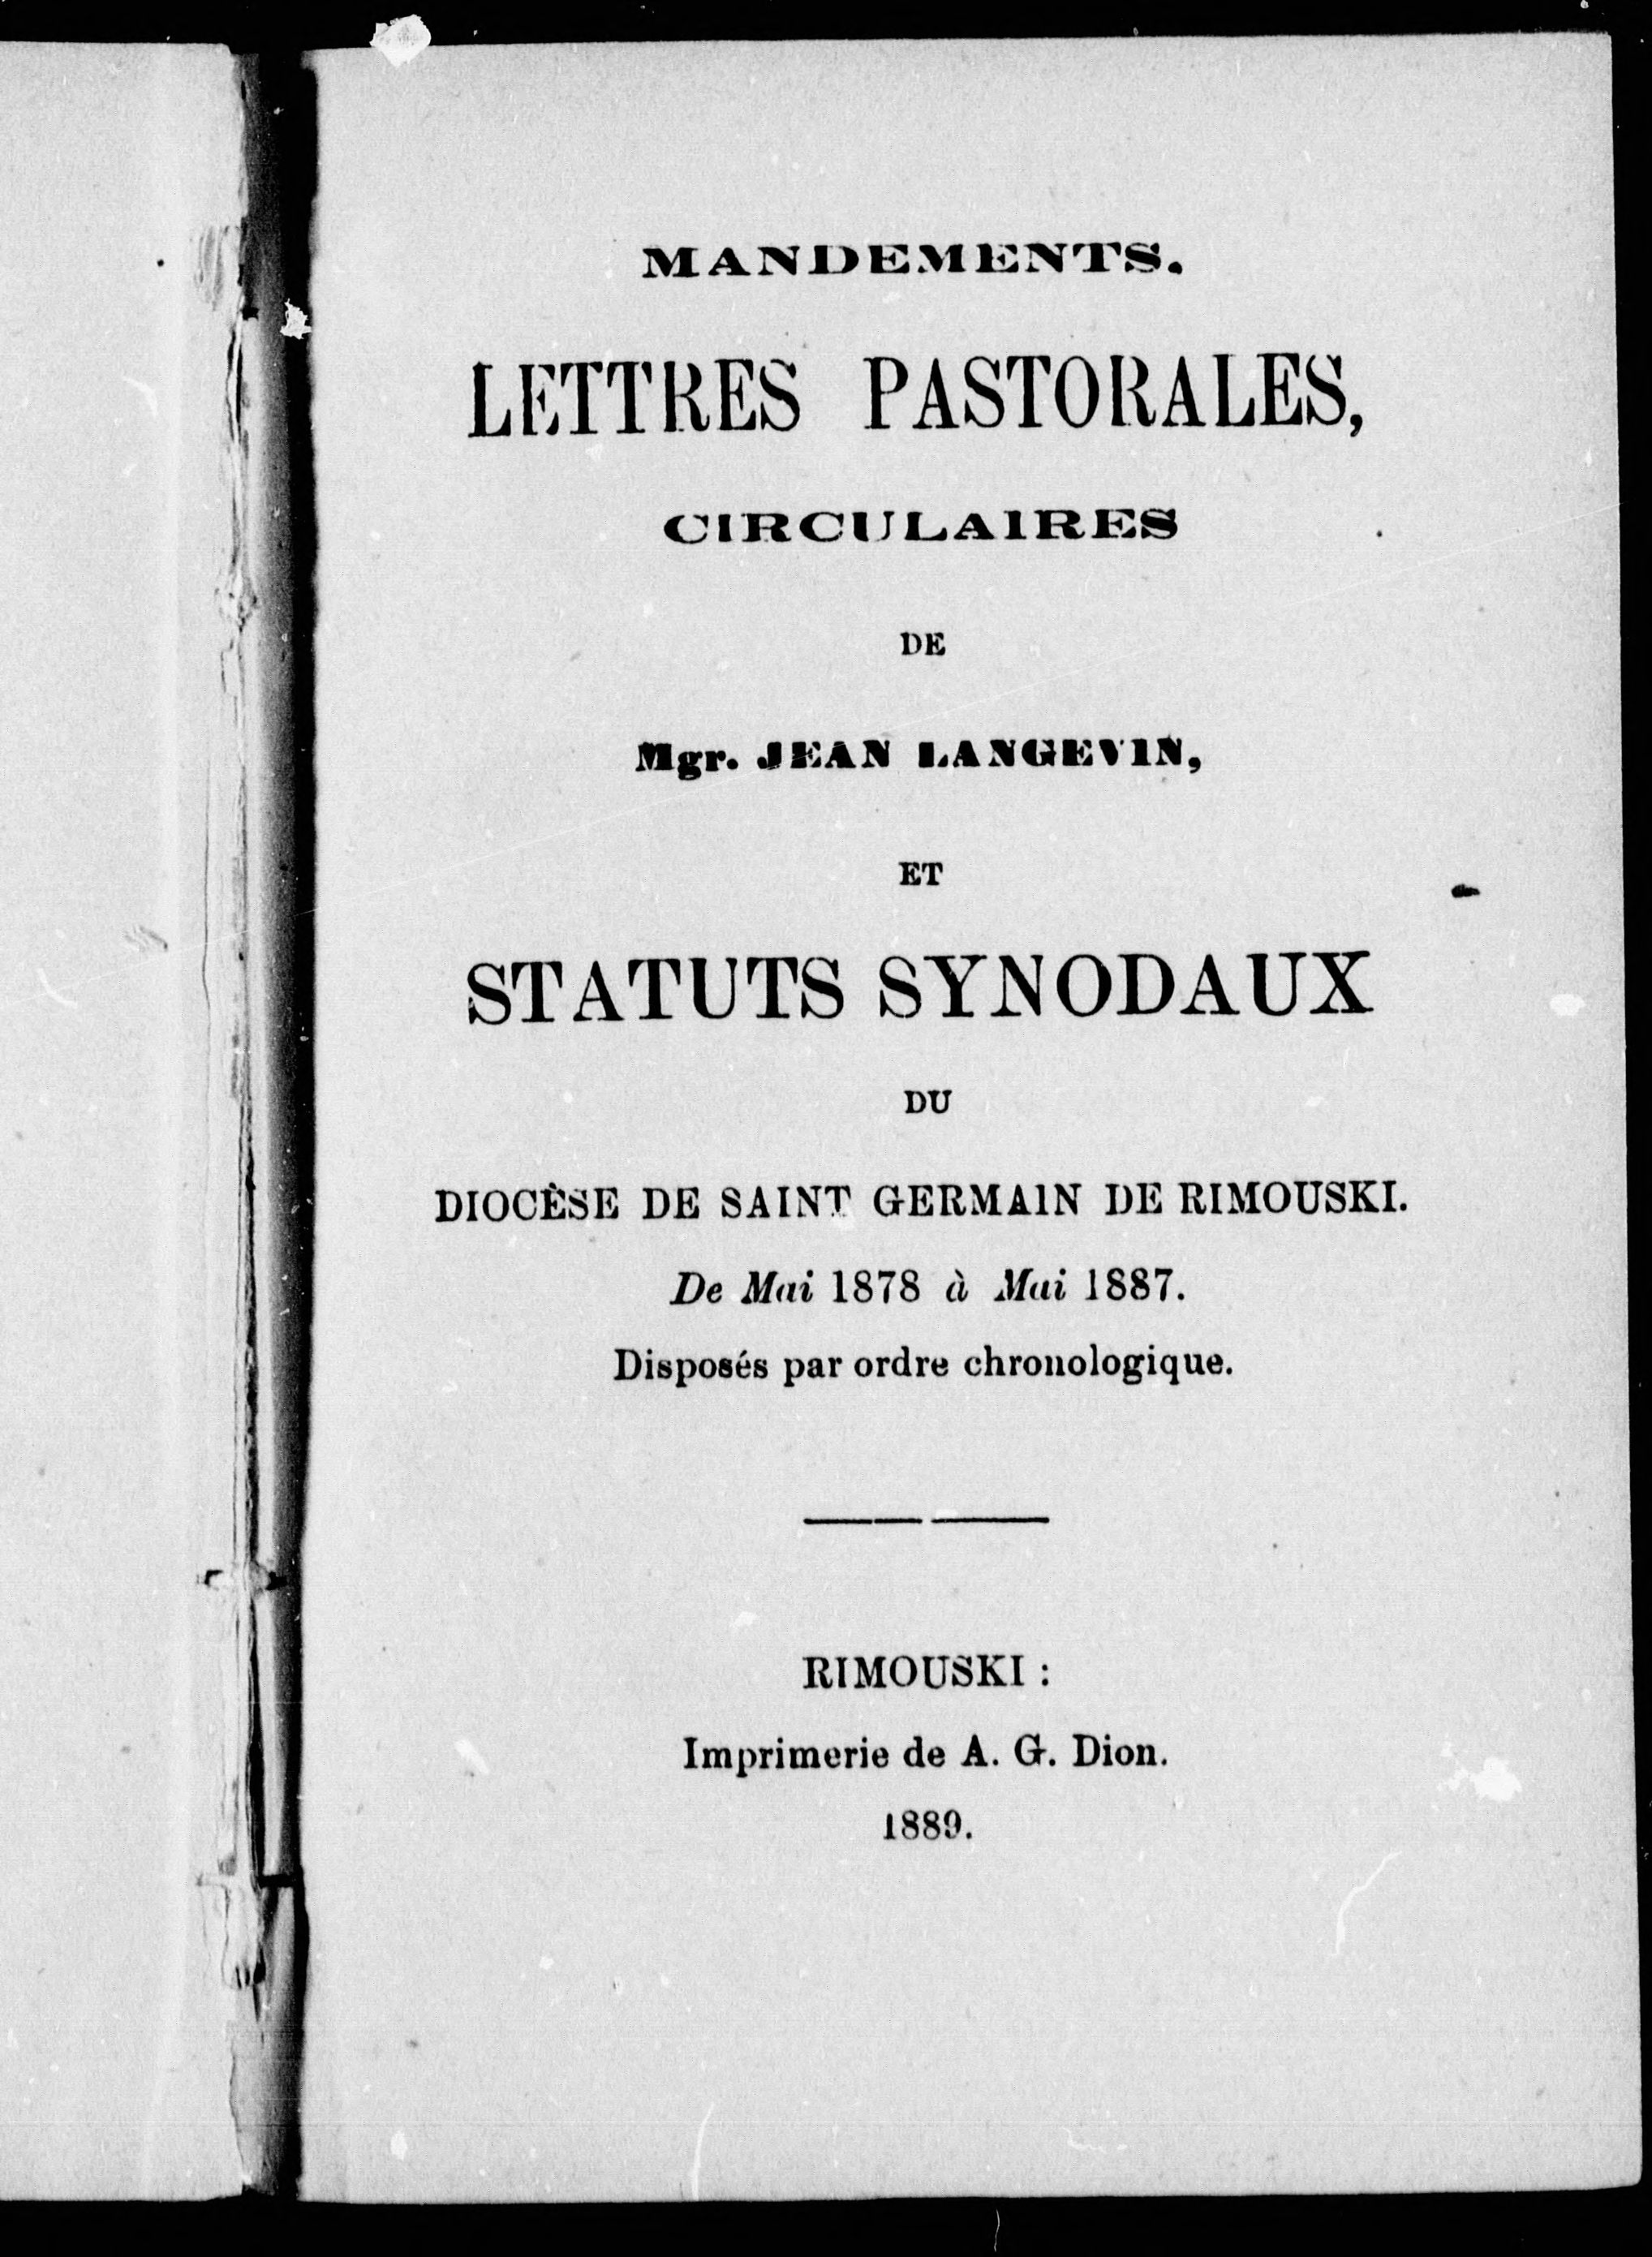 MANDEMENTS.
LETTRES PASTORALES,
CIRCULAIRES
DE
Mgr. JEAN LANGEVIN,
ET
STATUTS SYNODAUX
DU
DIOCÈSE DE SAINT GERMAIN DE RIMOUSKI.
De Mai 1878 à Mai 1887.
Disposés par ordre chronologique.
RIMOUSKI :
Imprimerie de A. G. Dion.
1889.